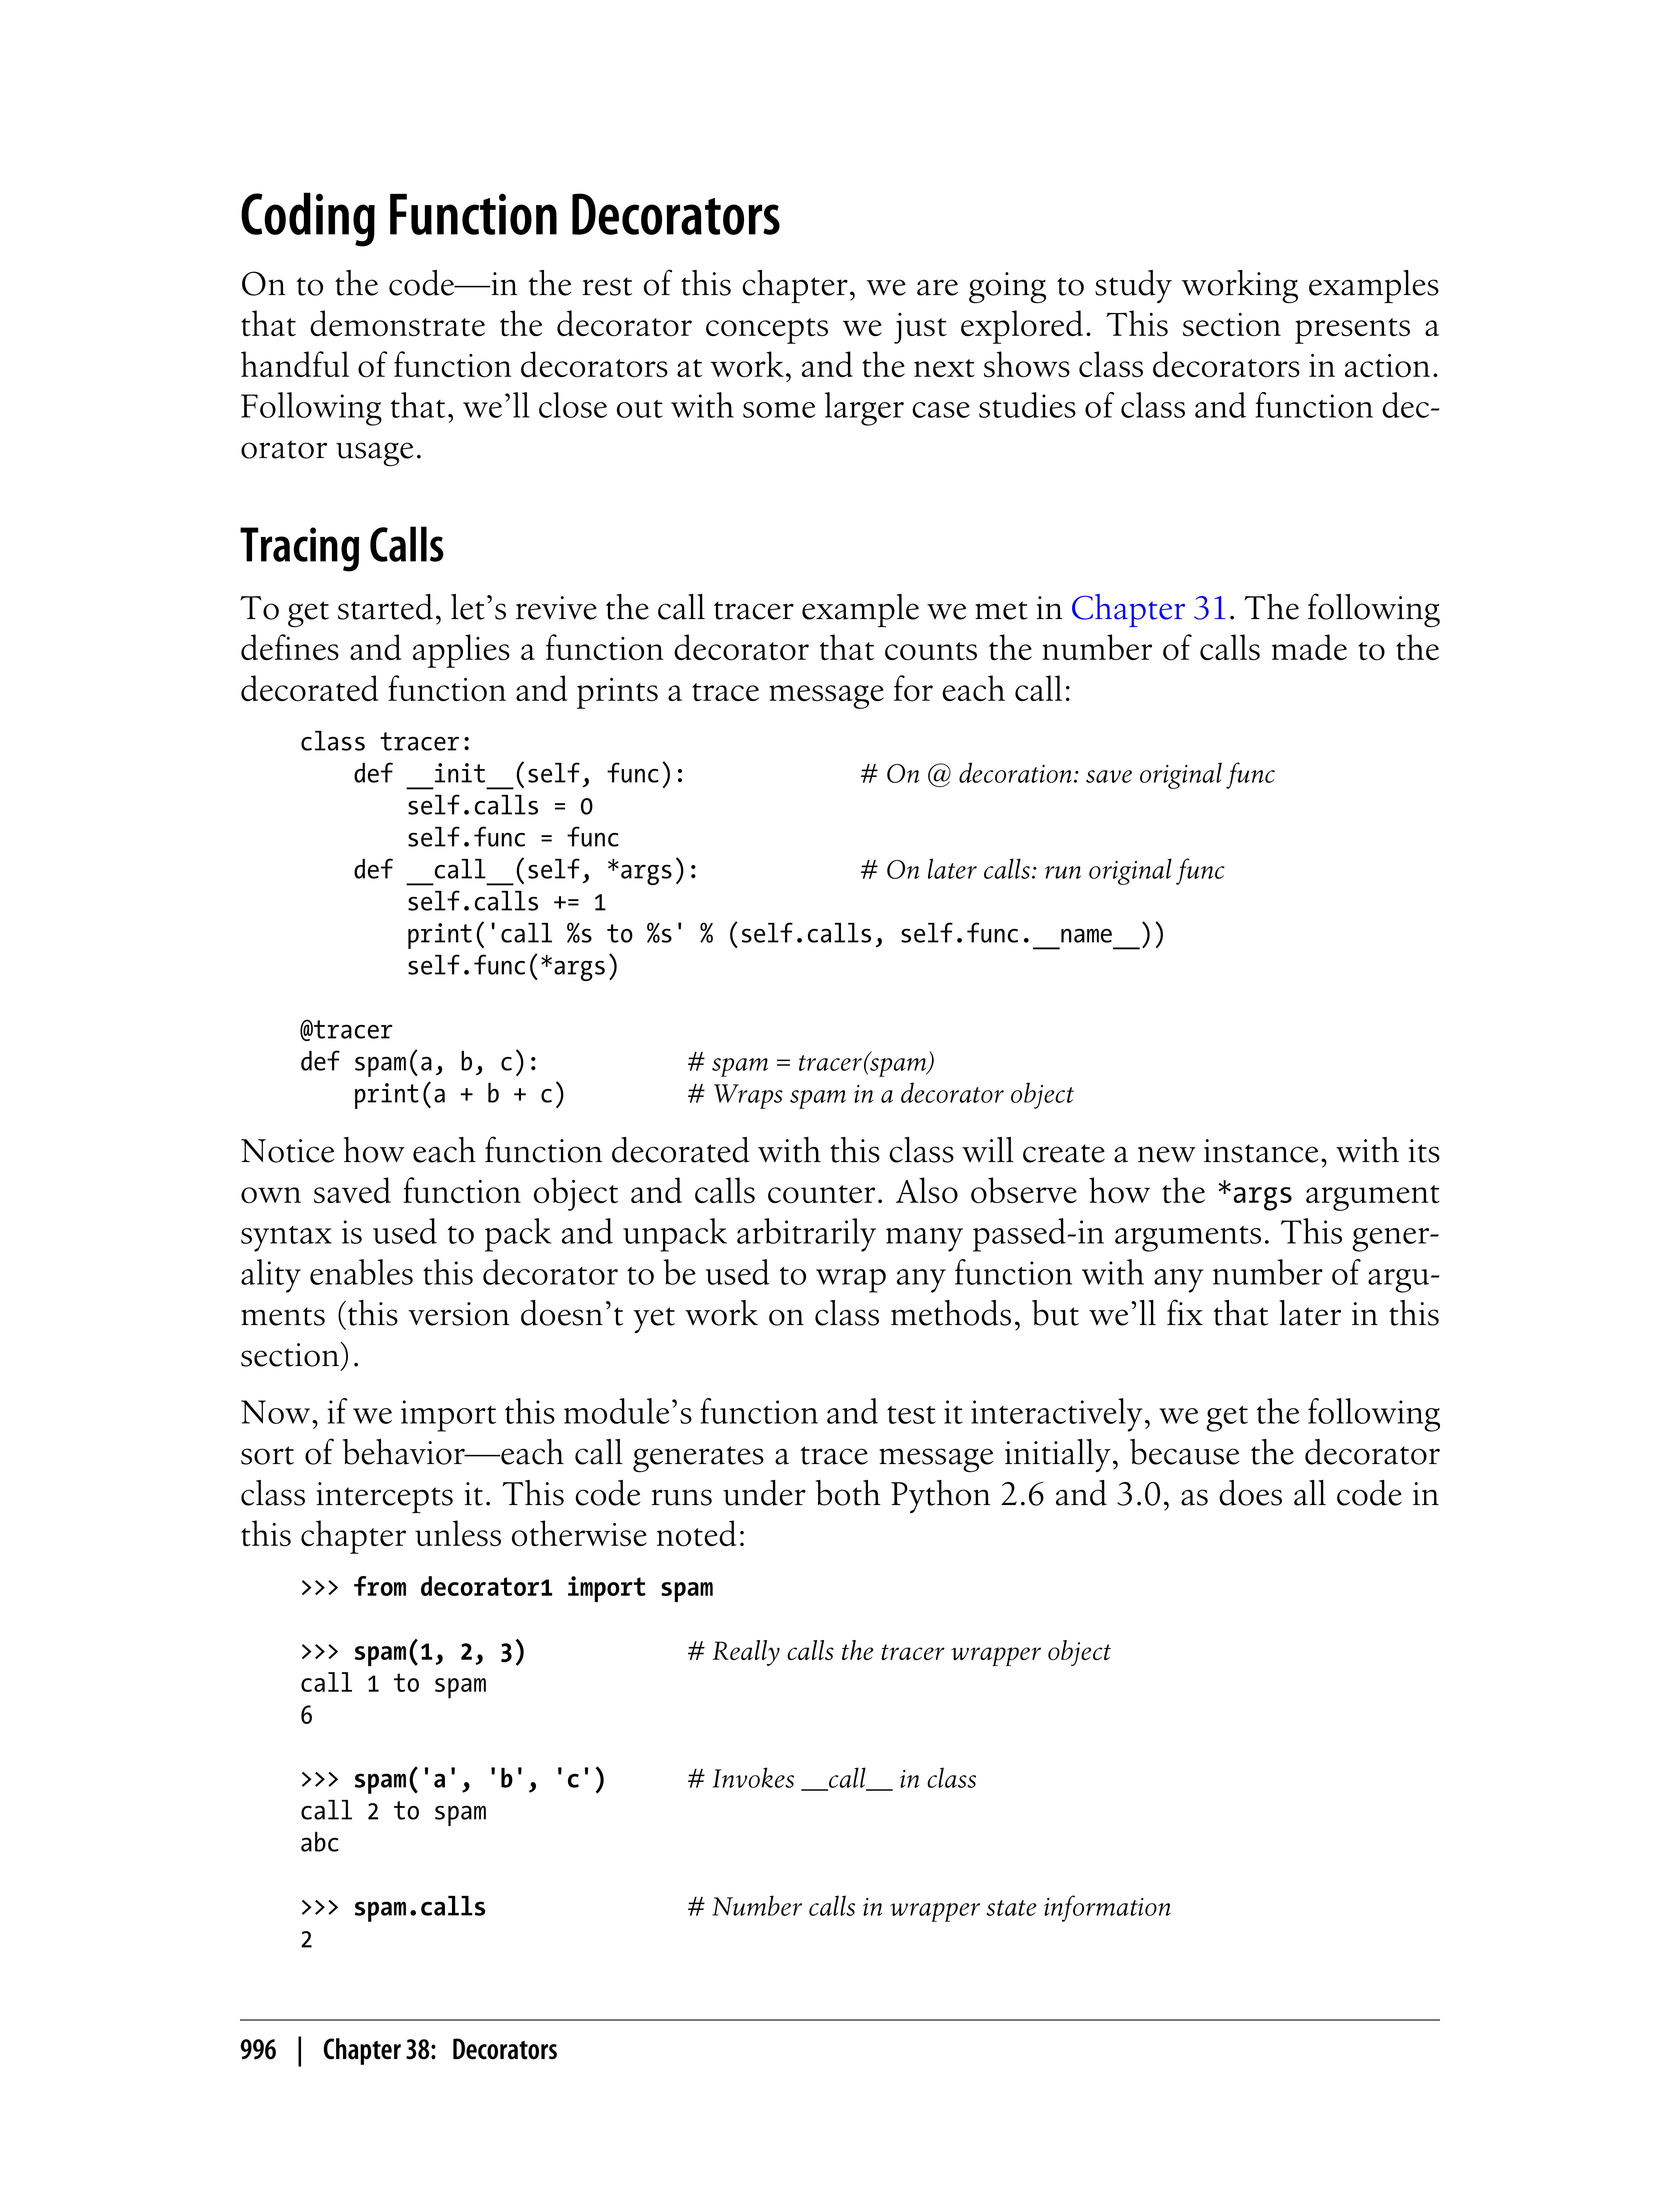 Coding Function Decorators
On to the code—in the rest of this chapter, we are going to study working examples
that demonstrate the decorator concepts we just explored. This section presents a
handful of function decorators at work, and the next shows class decorators in action.
Following that, we’ll close out with some larger case studies of class and function dec-
orator usage.
Tracing Calls
To get started, let’s revive the call tracer example we met in Chapter 31. The following
defines and applies a function decorator that counts the number of calls made to the
decorated function and prints a trace message for each call:
class tracer:
    def __init__(self, func):             # On @ decoration: save original func
        self.calls = 0
        self.func = func
    def __call__(self, *args):            # On later calls: run original func
        self.calls += 1
        print('call %s to %s' % (self.calls, self.func.__name__))
        self.func(*args)
@tracer
def spam(a, b, c):           # spam = tracer(spam)
    print(a + b + c)         # Wraps spam in a decorator object
Notice how each function decorated with this class will create a new instance, with its
own saved function object and calls counter. Also observe how the *args argument
syntax is used to pack and unpack arbitrarily many passed-in arguments. This gener-
ality enables this decorator to be used to wrap any function with any number of argu-
ments (this version doesn’t yet work on class methods, but we’ll fix that later in this
section).
Now, if we import this module’s function and test it interactively, we get the following
sort of behavior—each call generates a trace message initially, because the decorator
class intercepts it. This code runs under both Python 2.6 and 3.0, as does all code in
this chapter unless otherwise noted:
>>> from decorator1 import spam
>>> spam(1, 2, 3)            # Really calls the tracer wrapper object
call 1 to spam
6
>>> spam('a', 'b', 'c')      # Invokes __call__ in class
call 2 to spam
abc
>>> spam.calls               # Number calls in wrapper state information
2
996 | Chapter 38: Decorators